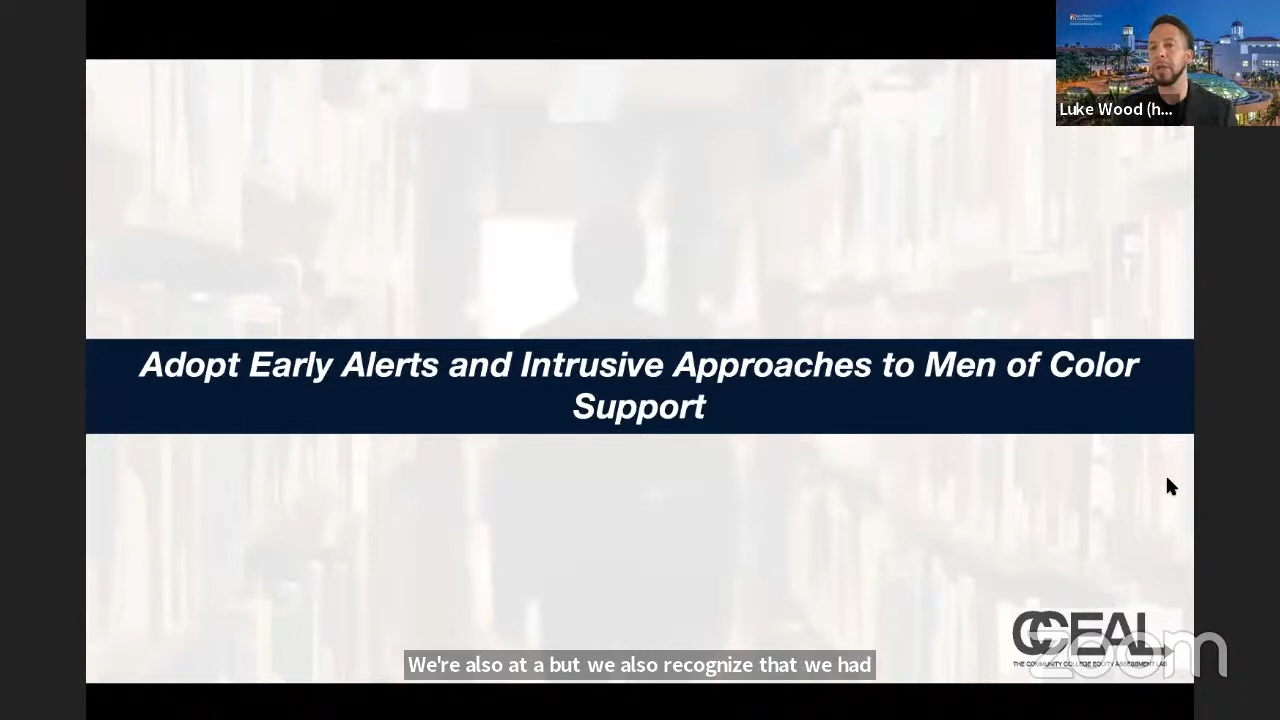 Luke Wood (h...
Adopt Early Alerts and Intrusive Approaches to Men of Color
Support
CCEAL
THE COMMUNITY COLLEGE EQUITY ASSESSMENT LAB
zoom
We're also at a but we also recognize that we had